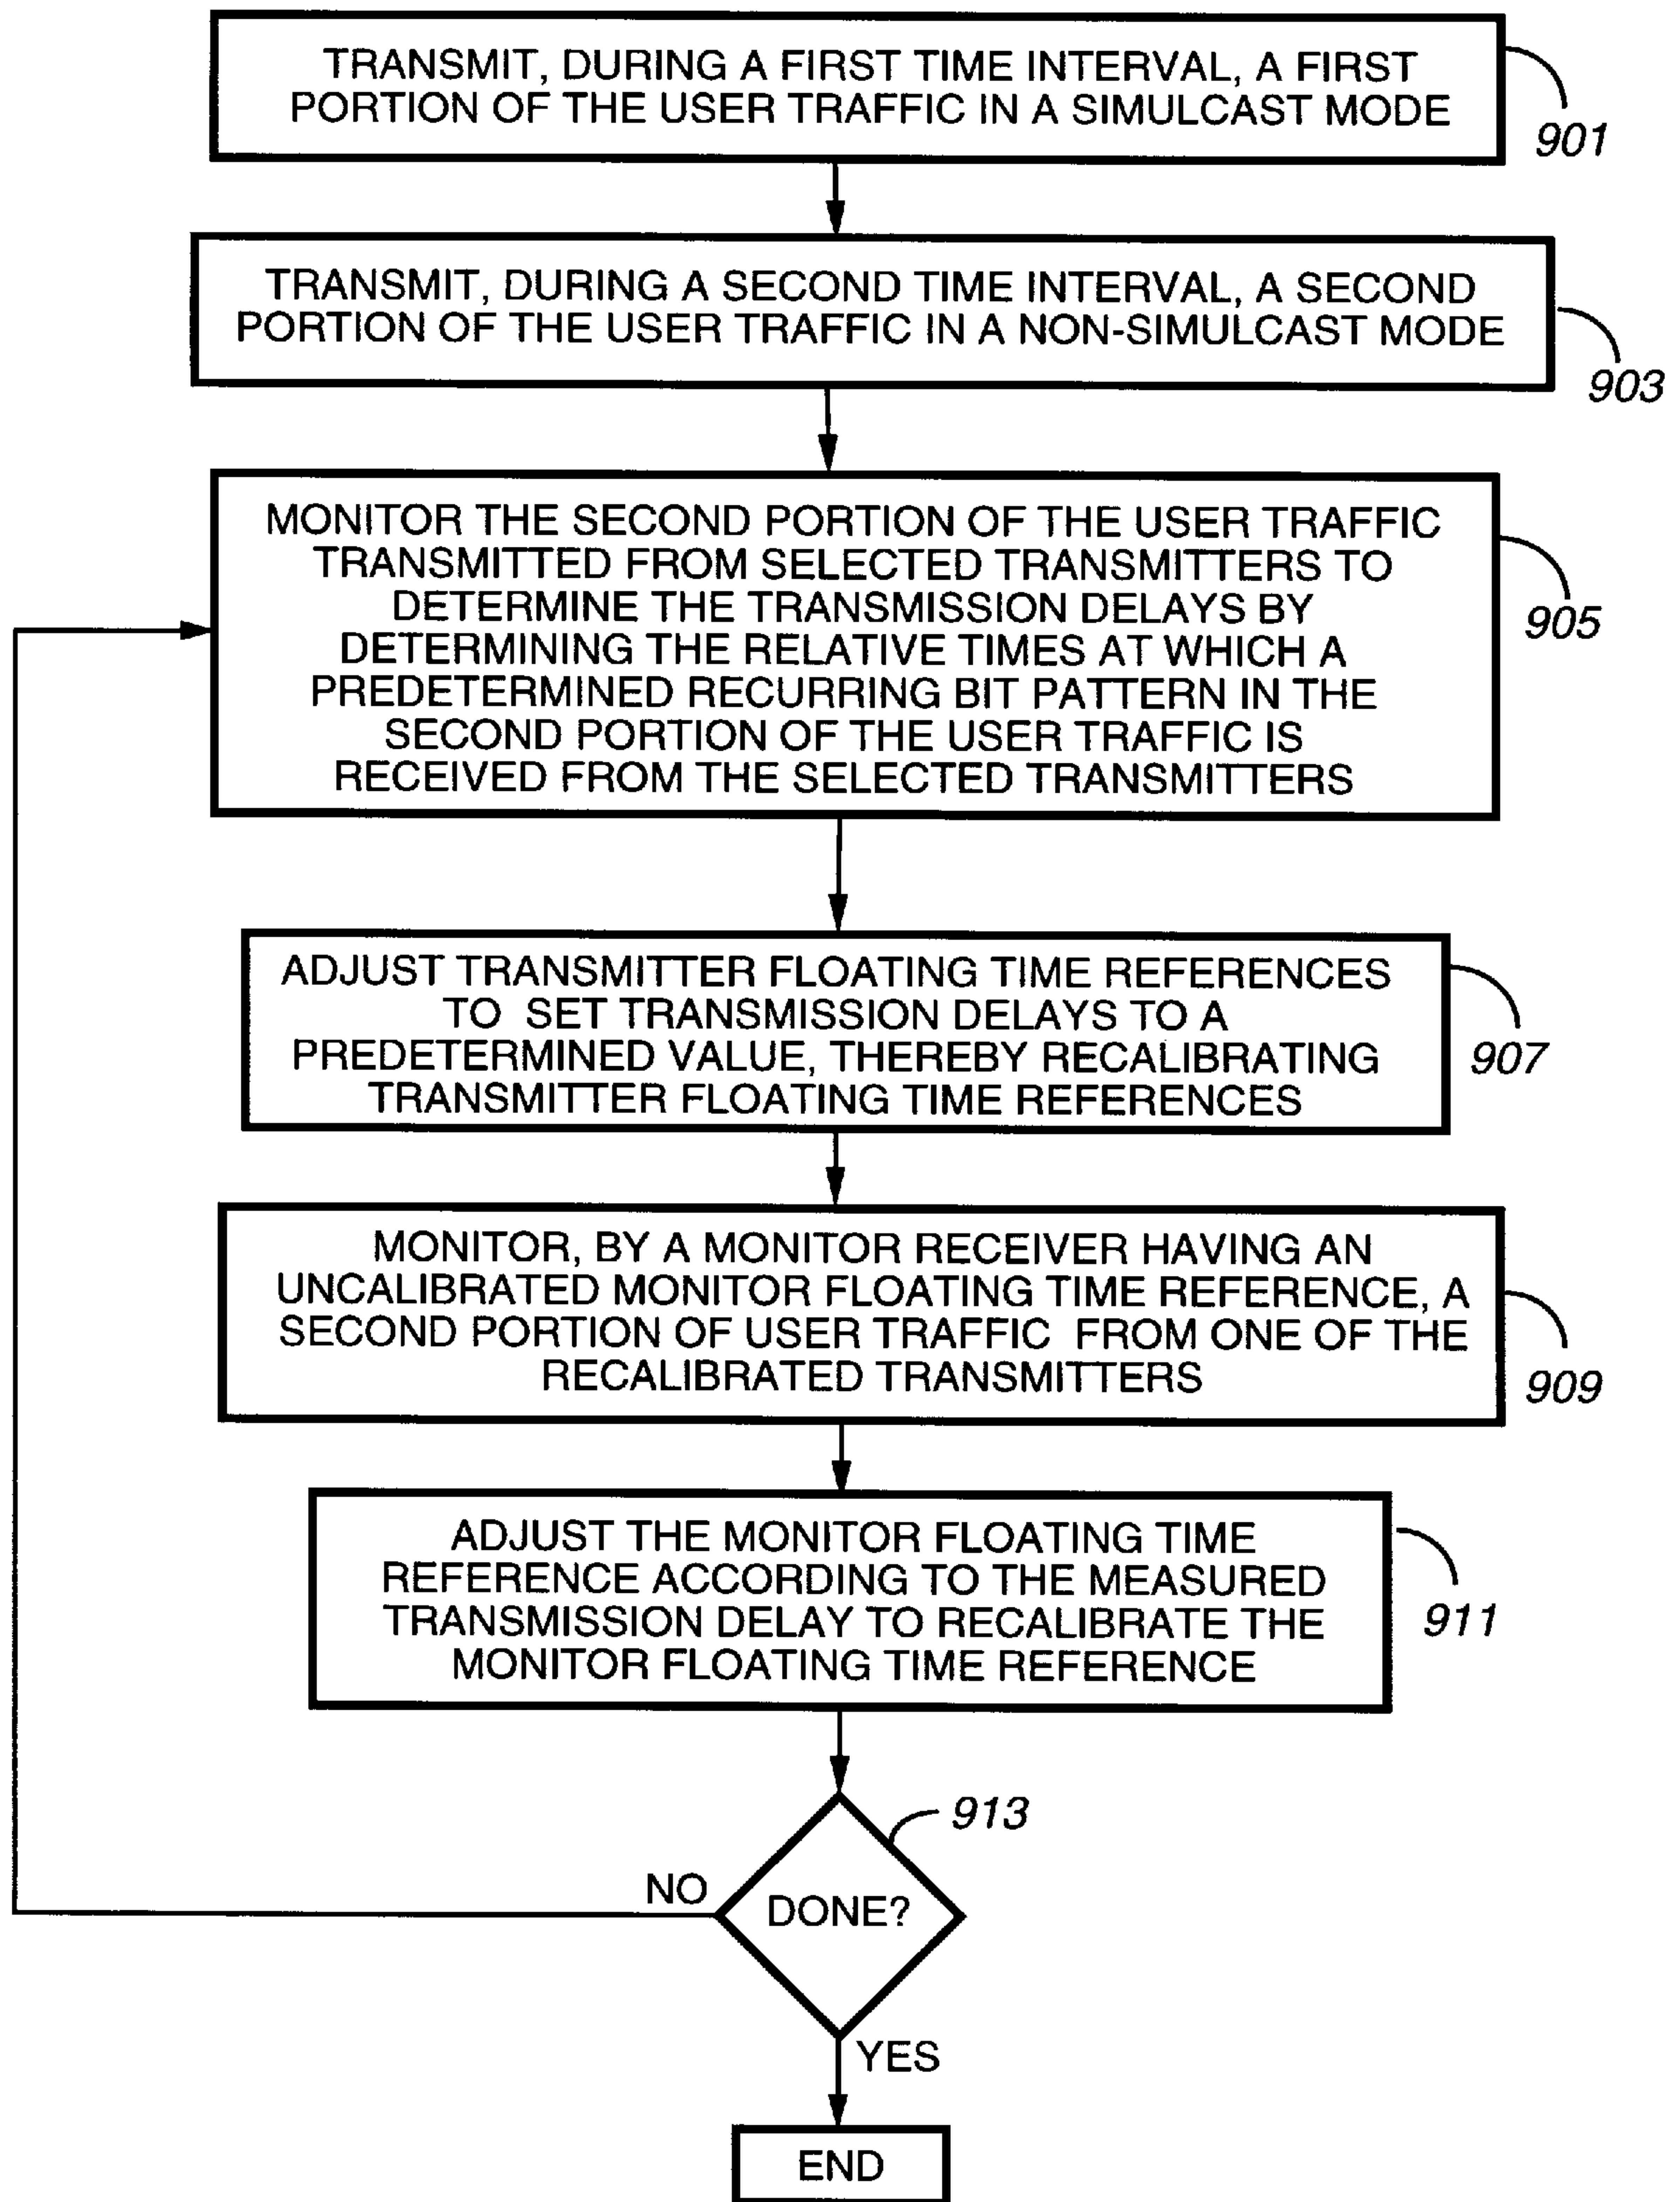 TRANSMIT, DURING A FIRST TIME INTERVAL, A FIRST
PORTION OF THE USER TRAFFIC IN A SIMULCAST MODE
901
TRANSMIT, DURING A SECOND TIME INTERVAL, A SECOND
PORTION OF THE USER TRAFFIC IN A NON-SIMULCAST MODE
903
MONITOR THE SECOND PORTION OF THE USER TRAFFIC
TRANSMITTED FROM SELECTED TRANSMITTERS TO
DETERMINE THE TRANSMISSION DELAYS BY
DETERMINING THE RELATIVE TIMES AT WHICH A
PREDETERMINED RECURRING BIT PATTERN IN THE
SECOND PORTION OF THE USER TRAFFIC IS
RECEIVED FROM THE SELECTED TRANSMITTERS
905
ADJUST TRANSMITTER FLOATING TIME REFERENCES
TO SET TRANSMISSION DELAYS TO A
PREDETERMINED VALUE, THEREBY RECALIBRATING
TRANSMITTER FLOATING TIME REFERENCES
907
MONITOR, BY A MONITOR RECEIVER HAVING AN
UNCALIBRATED MONITOR FLOATING TIME REFERENCE, A
SECOND PORTION OF USER TRAFFIC FROM ONE OF THE
RECALIBRATED TRANSMITTERS
909
ADJUST THE MONITOR FLOATING TIME
REFERENCE ACCORDING TO THE MEASURED
TRANSMISSION DELAY TO RECALIBRATE THE
MONITOR FLOATING TIME REFERENCE
911
913
NO
DONE?
YES
END